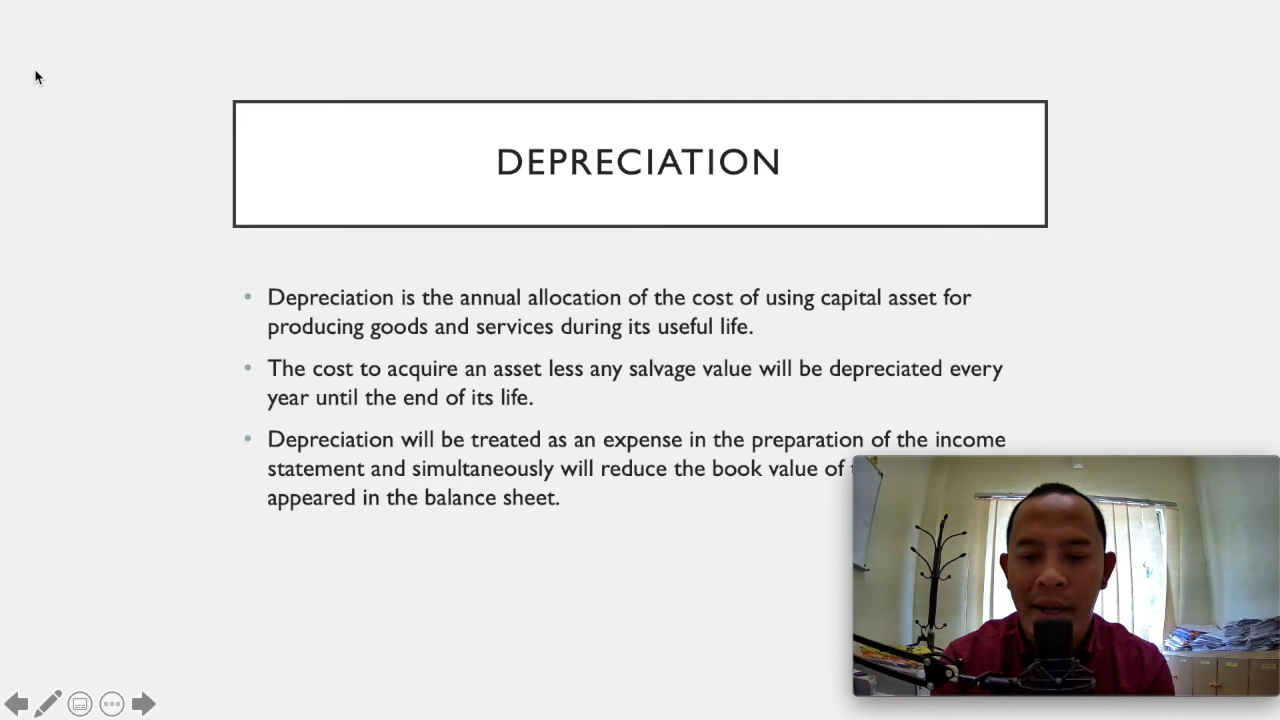 DEPRECIATION
• Depreciation is the annual allocation of the cost of using capital asset for
producing goods and services during its useful life.
• The cost to acquire an asset less any salvage value will be depreciated every
year until the end of its life.
• Depreciation will be treated as an expense in the preparation of the income
statement and simultaneously will reduce the book value of
appeared in the balance sheet.